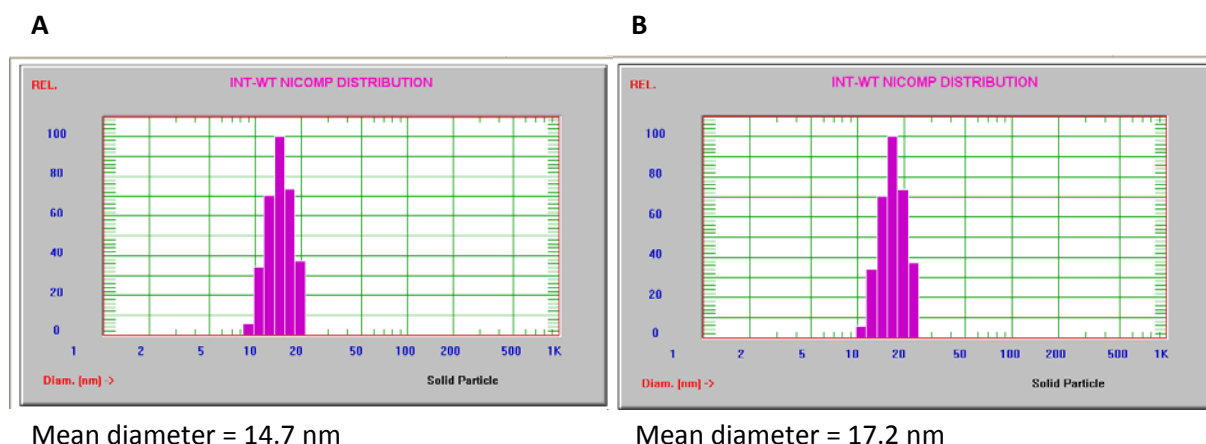 A
INT-WT NICOMP DISTRIBUTION
REL.
100
80
60
40
20
0
1 2 5 10 20 50 100 200 500 1K
Diam. (nm) -> Solid Particle
Mean diameter = 14.7 nm
B
INT-WT NICOMP DISTRIBUTION
REL.
100
80
60
40
20
0
1 2 5 10 20 50 100 200 500 1K
Diam. (nm) -> Solid Particle
Mean diameter = 17.2 nm